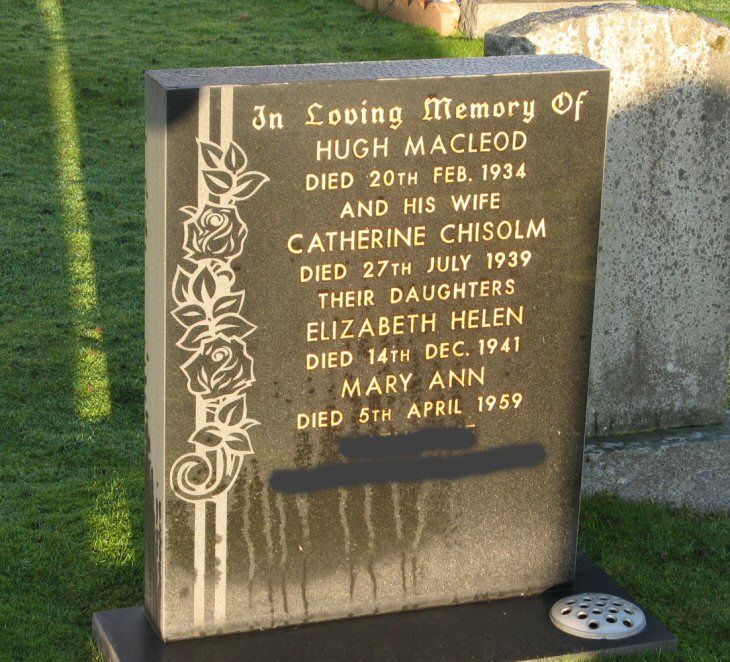 In Loving Memory Of
HUGH MACLEOD
DIED 20TH FEB. 1934
AND HIS WIFE
CATHERINE CHISOLM
DIED 27TH JULY 1939
THEIR DAUGHTERS
ELIZABETH HELEN
DIED 14TH DEC. 1941
MARY ANN
DIED 5TH APRIL 1959